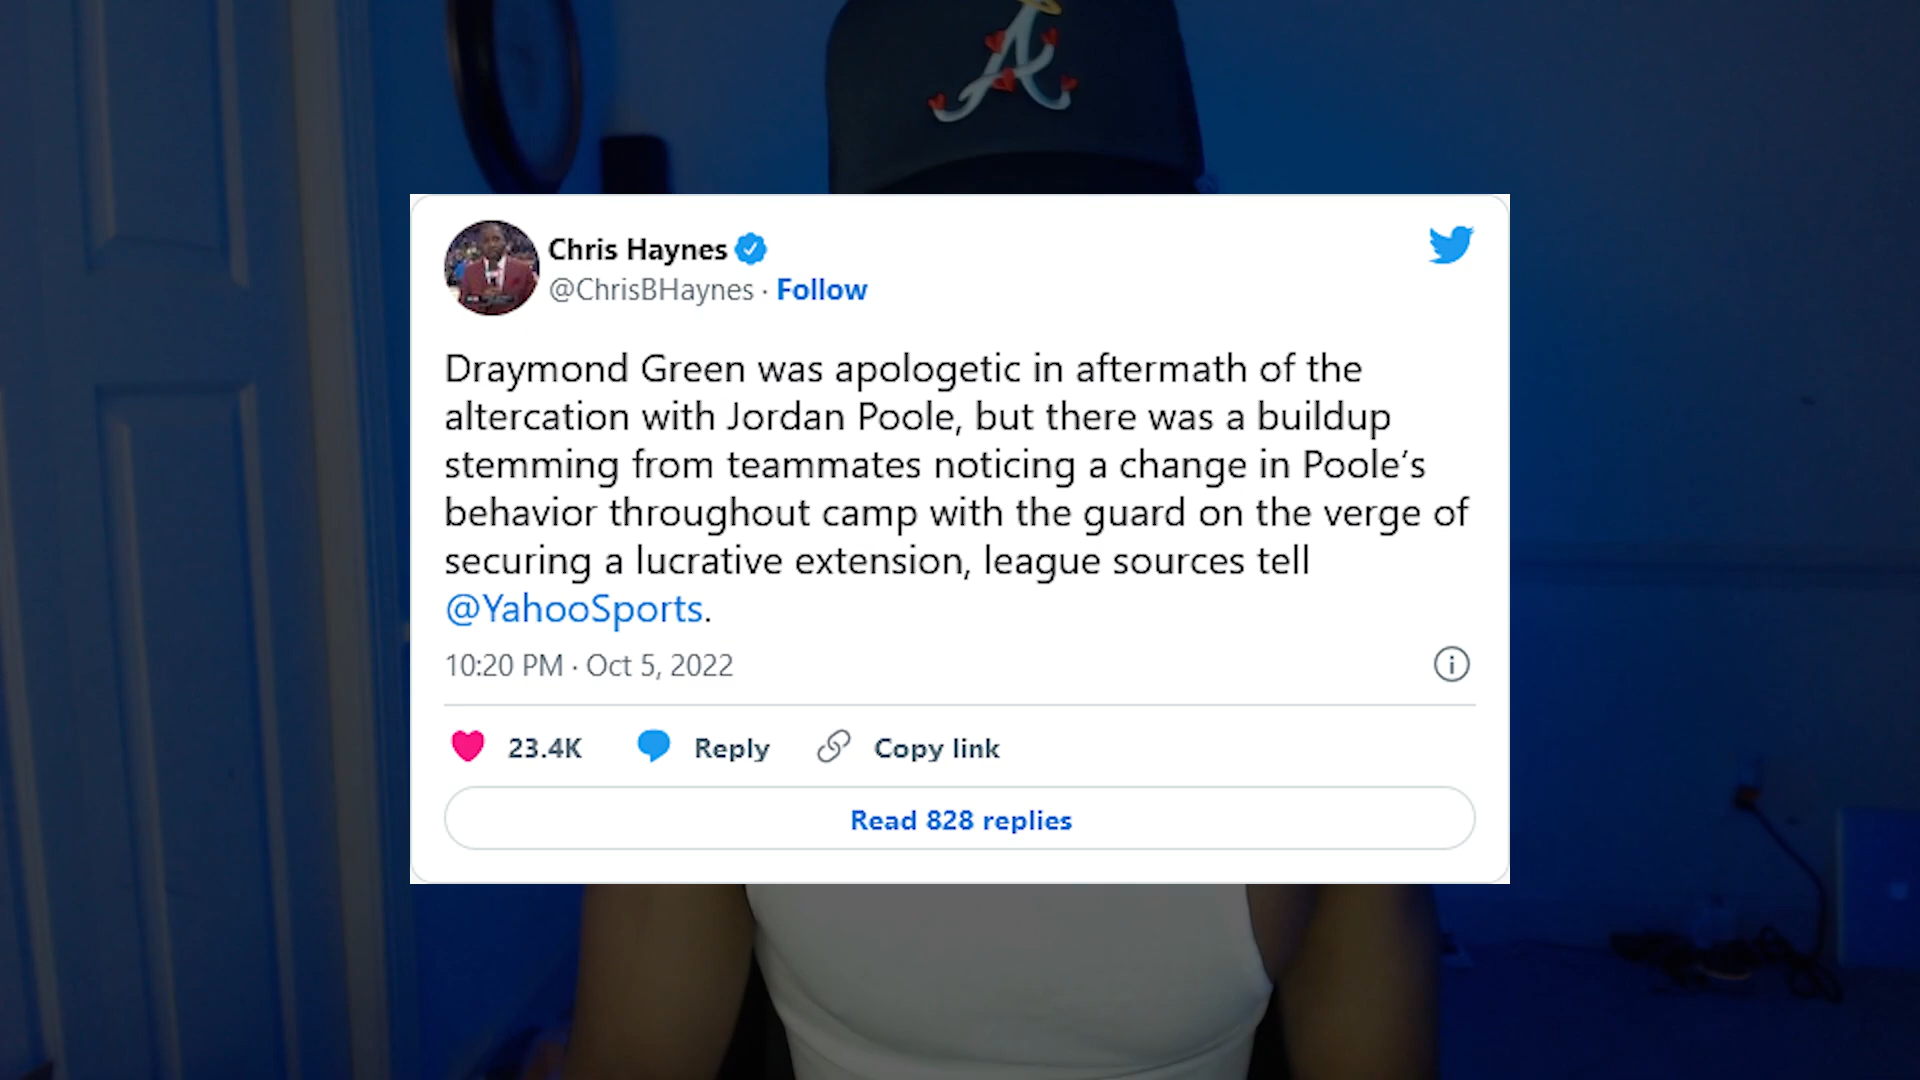 A
Chris Haynes
@ChrisBHaynes · Follow
Draymond Green was apologetic in aftermath of the
altercation with Jordan Poole, but there was a buildup
stemming from teammates noticing a change in Poole’s
behavior throughout camp with the guard on the verge of
securing a lucrative extension, league sources tell
@YahooSports.
10:20 PM · Oct 5, 2022
23.4K Reply Copy link
Read 828 replies